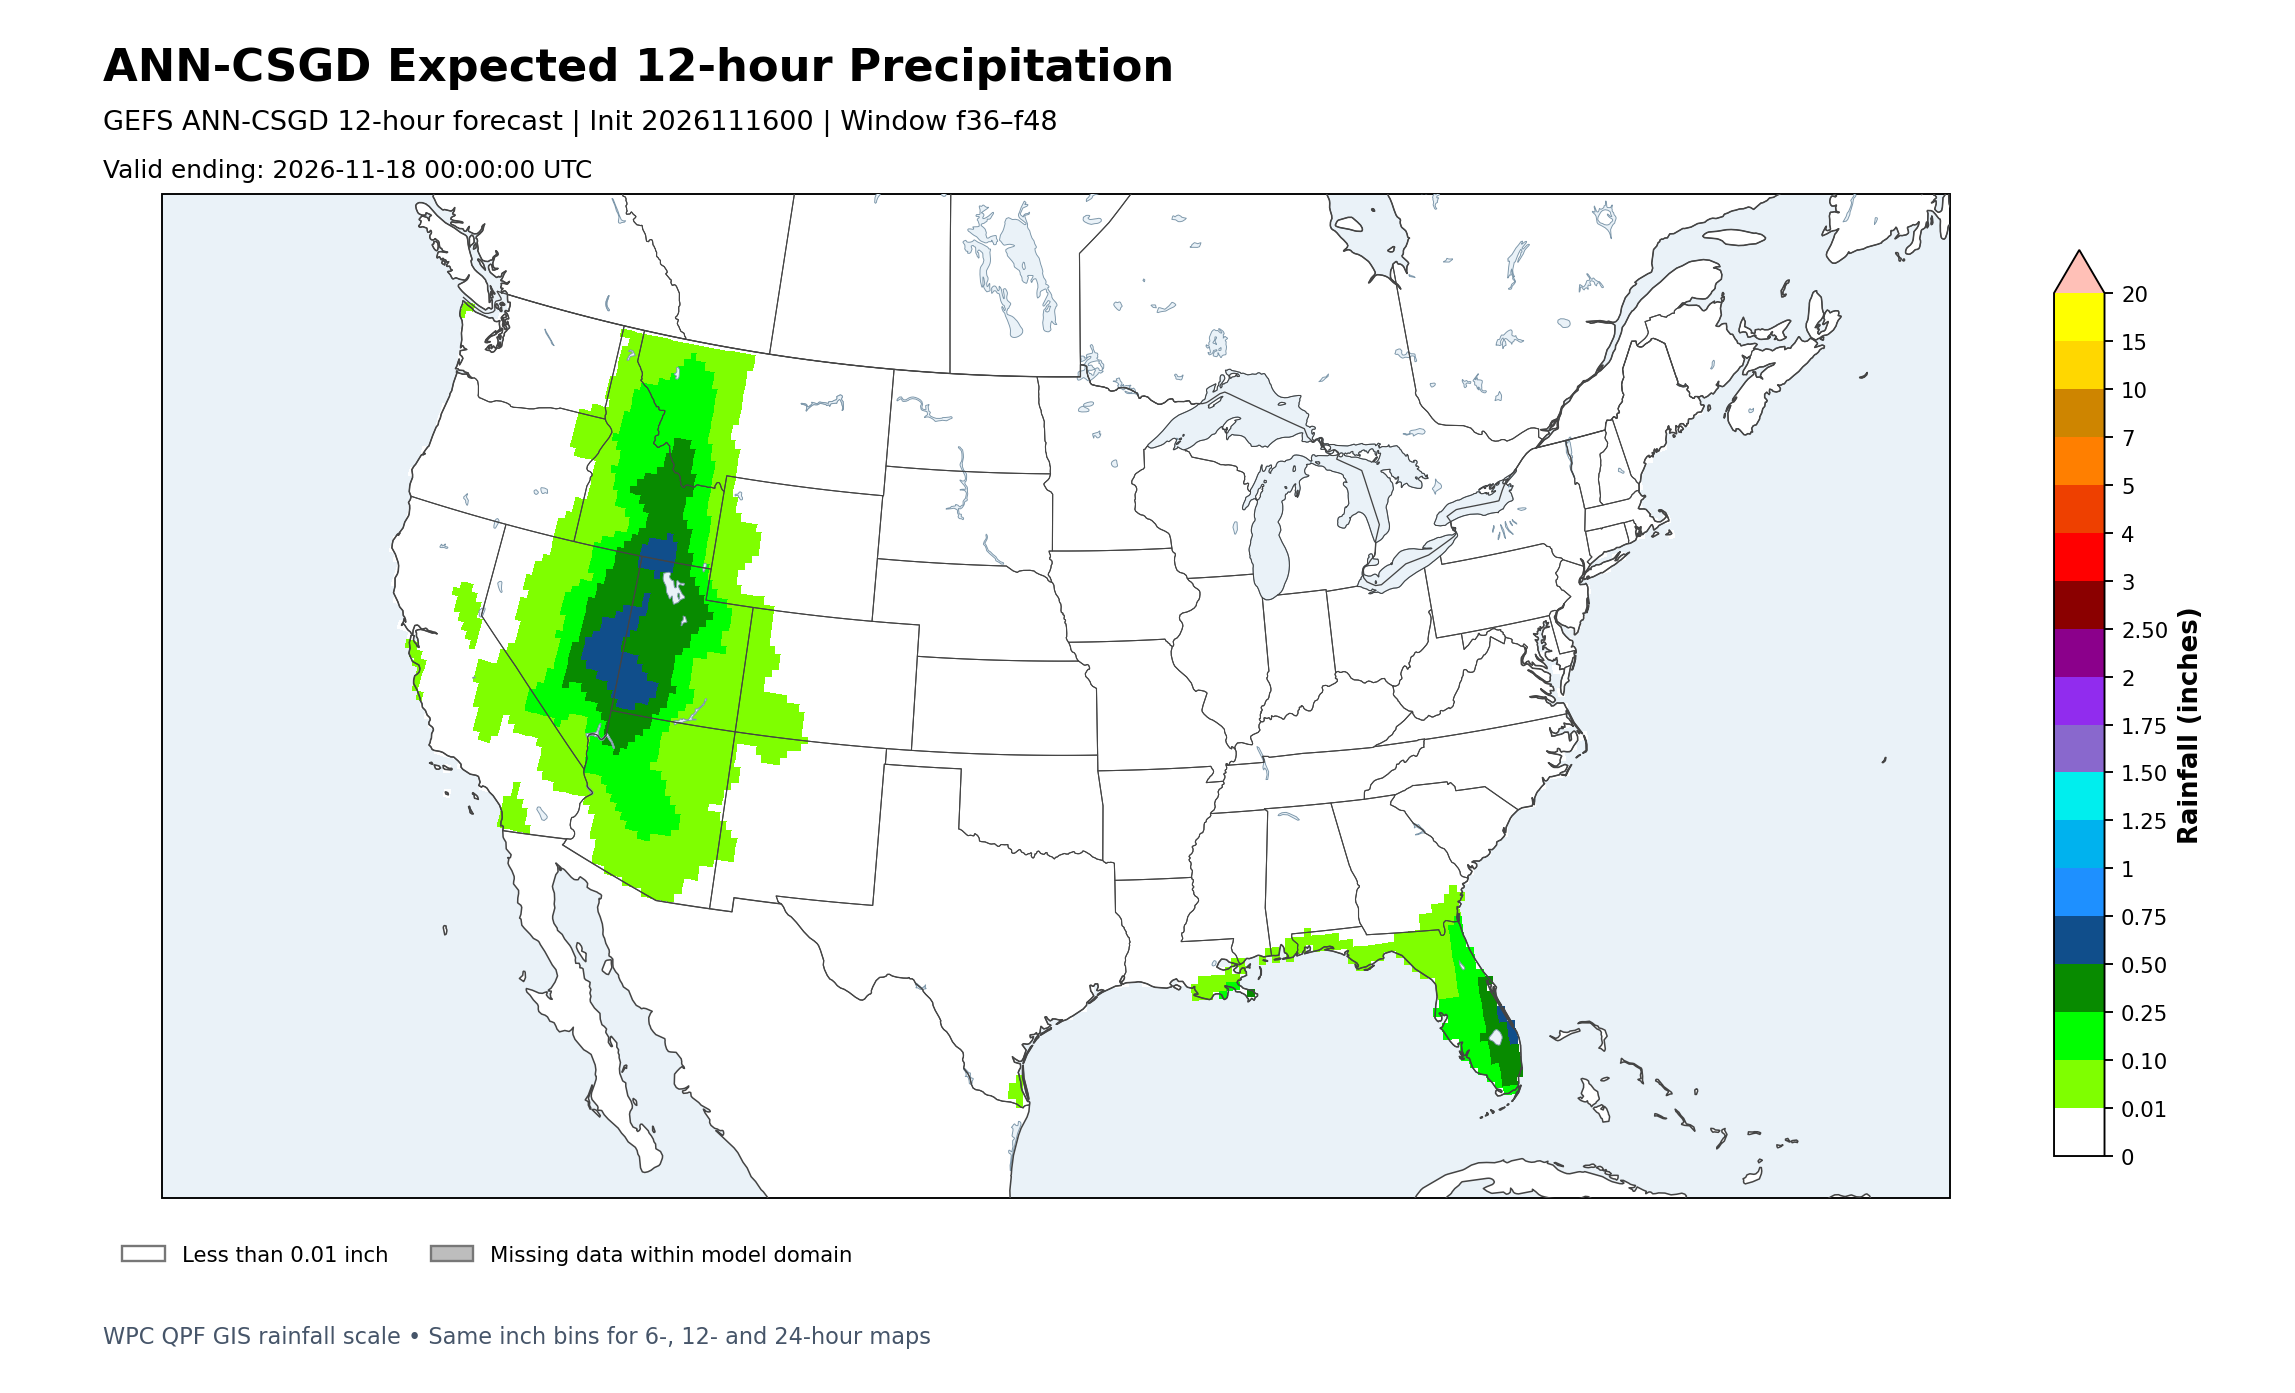 ANN-CSGD Expected 12-hour Precipitation
GEFS ANN-CSGD 12-hour forecast | Init 2026111600 | Window f36–f48
Valid ending: 2026-11-18 00:00:00 UTC
20
15
10
7
5
4
3
2.50
2
1.75
1.50
1.25
1
0.75
0.50
0.25
0.10
0.01
0
Rainfall (inches)
Less than 0.01 inch
Missing data within model domain
WPC QPF GIS rainfall scale • Same inch bins for 6-, 12- and 24-hour maps